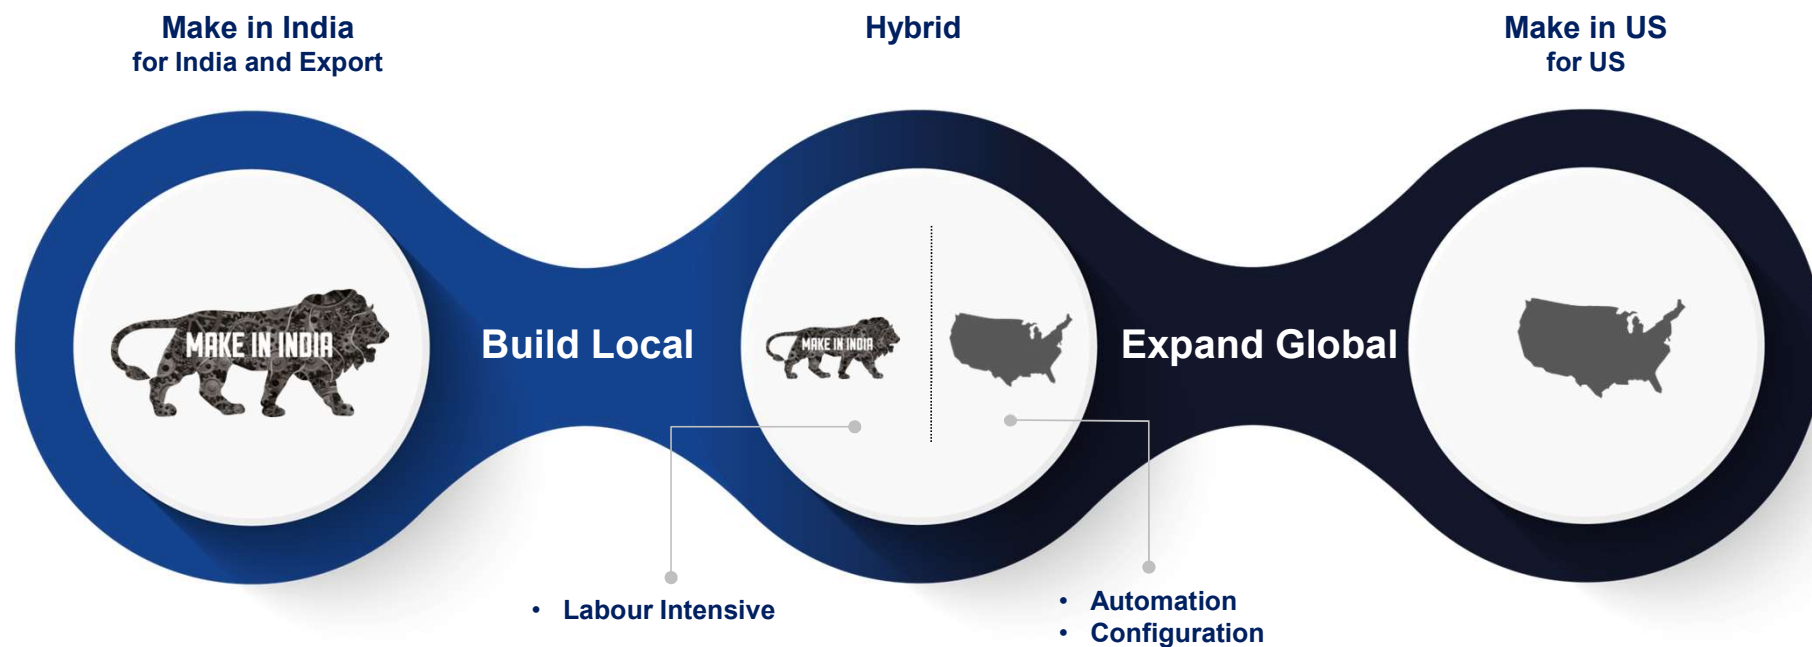 Make in India
for India and Export
Hybrid
Make in US
for US
MAKE IN INDIA
Build Local
MAKE IN INDIA
Expand Global
• Labour Intensive
• Automation
• Configuration